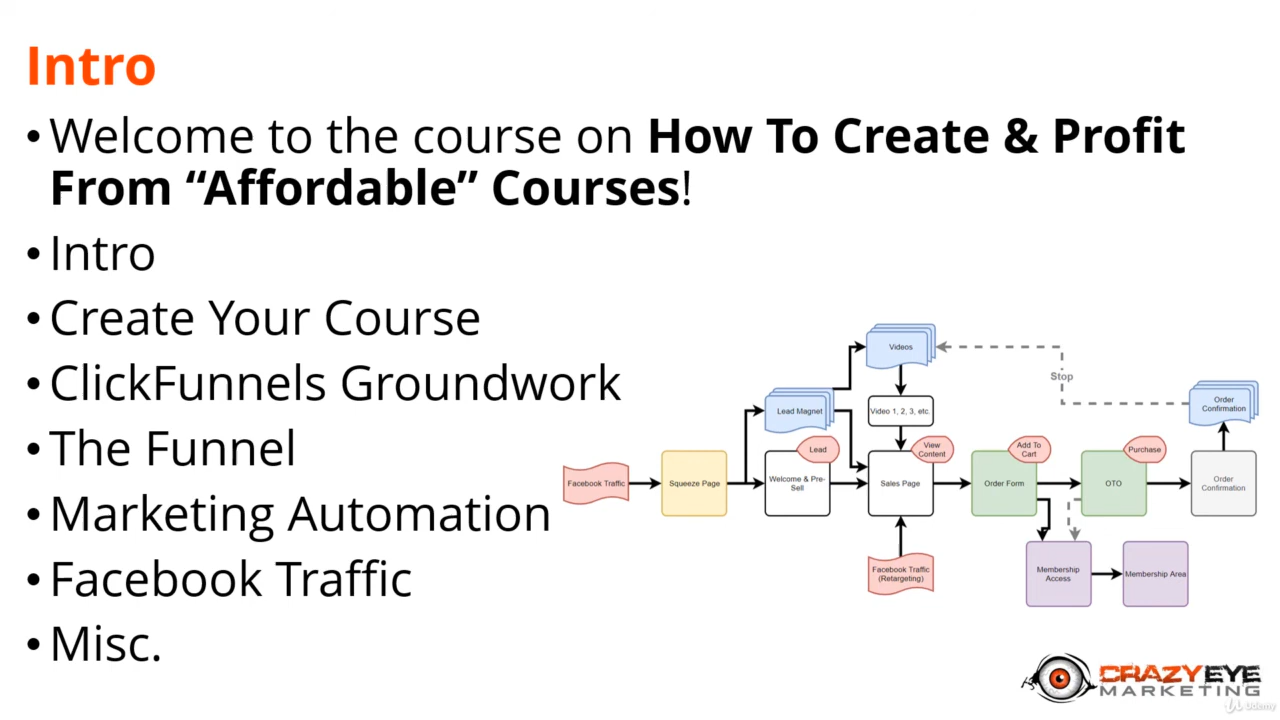 Intro
• Welcome to the course on How To Create & Profit
From “Affordable” Courses!
• Intro
• Create Your Course
• ClickFunnels Groundwork
• The Funnel
• Marketing Automation
• Facebook Traffic
• Misc.
Videos
Stop
Lead Magnet
Video 1, 2, 3, etc.
Order
Confirmation
Lead
View
Content
Add To
Cart
Purchase
Facebook Traffic
Squeeze Page
Welcome & Pre-
Sell
Sales Page
Order Form
OTO
Order
Confirmation
Facebook Traffic
(Retargeting)
Membership
Access
Membership Area
CRAZYEYE
MARKETING
Udemy